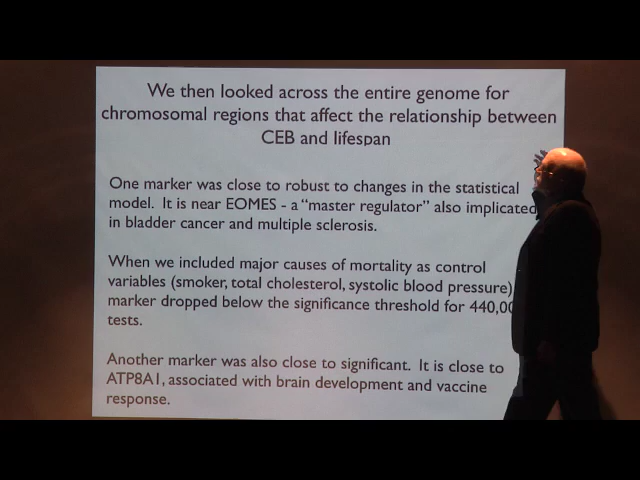 We then looked across the entire genome for
chromosomal regions that affect the relationship between
CEB and lifespan
One marker was close to robust to changes in the statistical
model. It is near EOMES - a “master regulator” also implicated
in bladder cancer and multiple sclerosis.
When we included major causes of mortality as control
variables (smoker, total cholesterol, systolic blood pressure)
marker dropped below the significance threshold for
tests.
Another marker was also close to significant. It is close to
ATP8A1, associated with brain development and vaccine
response.